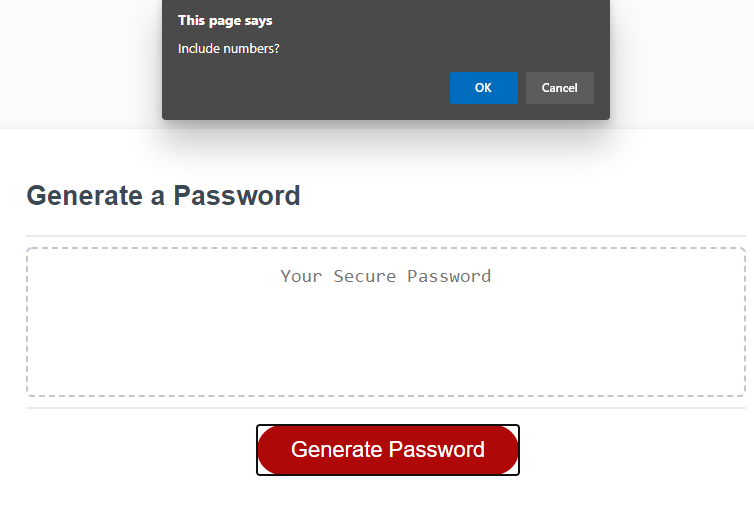 This page says
Include numbers?
OK
Cancel
Generate a Password
Your Secure Password
Generate Password